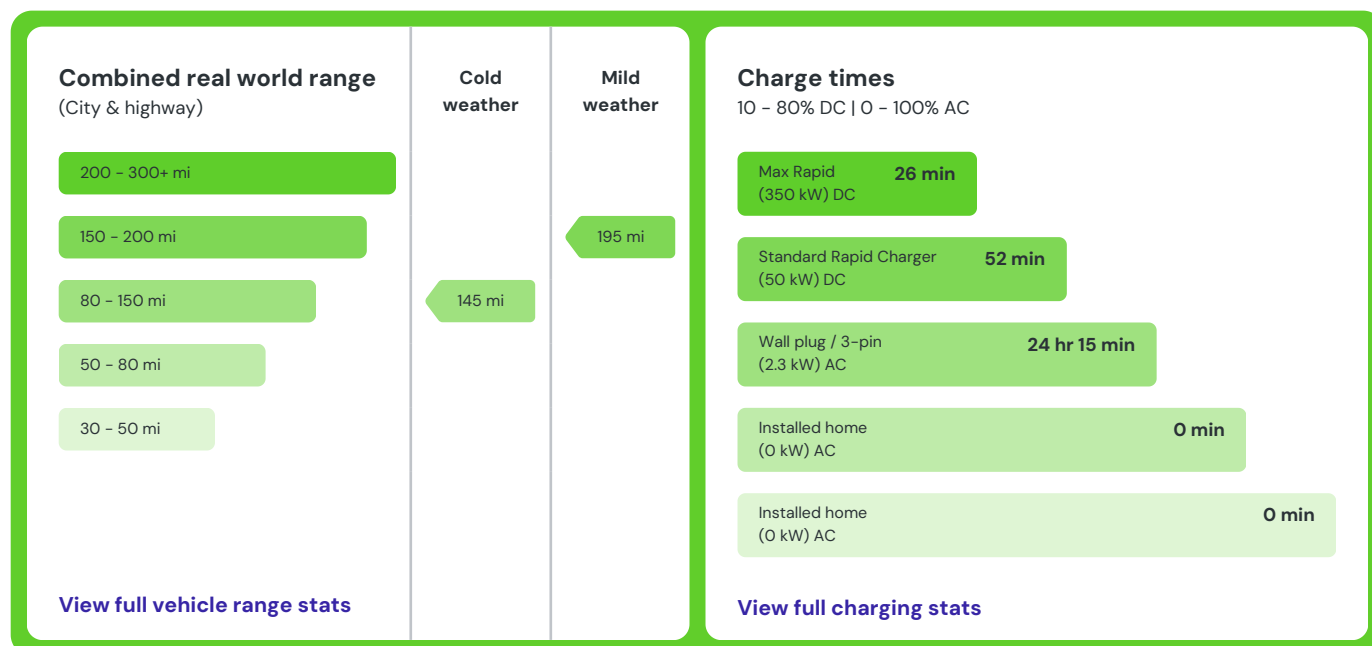 Combined real world range
(City & highway)
Cold
weather
Mild
weather
200 - 300+ mi
150 - 200 mi
195 mi
80 - 150 mi
145 mi
50 - 80 mi
30 - 50 mi
View full vehicle range stats
Charge times
10 - 80% DC | 0 - 100% AC
Max Rapid
(350 kW) DC
26 min
Standard Rapid Charger
(50 kW) DC
52 min
Wall plug / 3-pin
(2.3 kW) AC
24 hr 15 min
Installed home
(0 kW) AC
0 min
Installed home
(0 kW) AC
0 min
View full charging stats